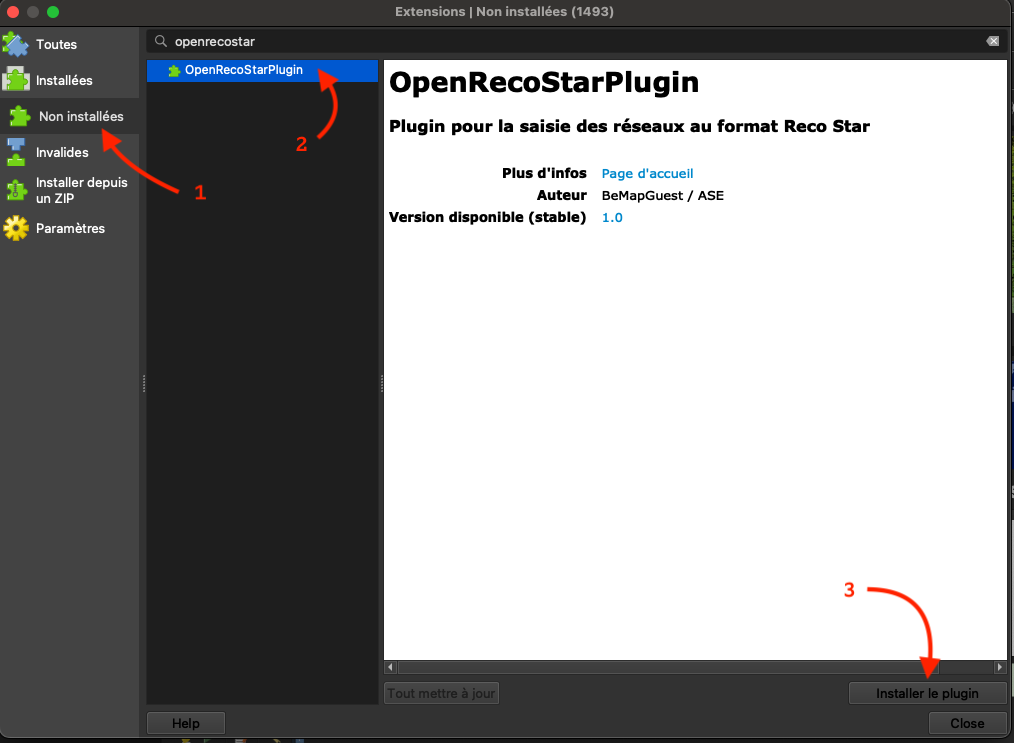 Extensions | Non installées (1493)
Toutes
Installées
Non installées
Invalides
Installer depuis
un ZIP
Paramètres
1
openrecostar
OpenRecoStarPlugin
2
OpenRecoStarPlugin
Plugin pour la saisie des réseaux au format Reco Star
Plus d'infos Page d'accueil
Auteur BeMapGuest / ASE
Version disponible (stable) 1.0
3
Tout mettre à jour
Installer le plugin
Help
Close